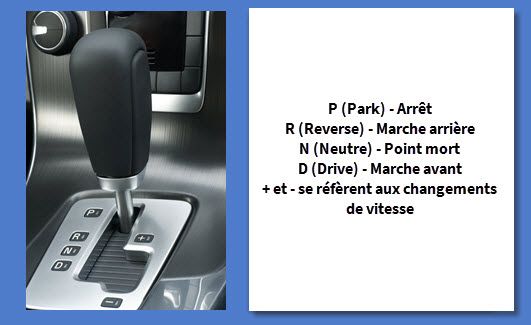 P
R
N
D
+
−
P (Park) - Arrêt
R (Reverse) - Marche arrière
N (Neutre) - Point mort
D (Drive) - Marche avant
+ et - se réfèrent aux changements
de vitesse